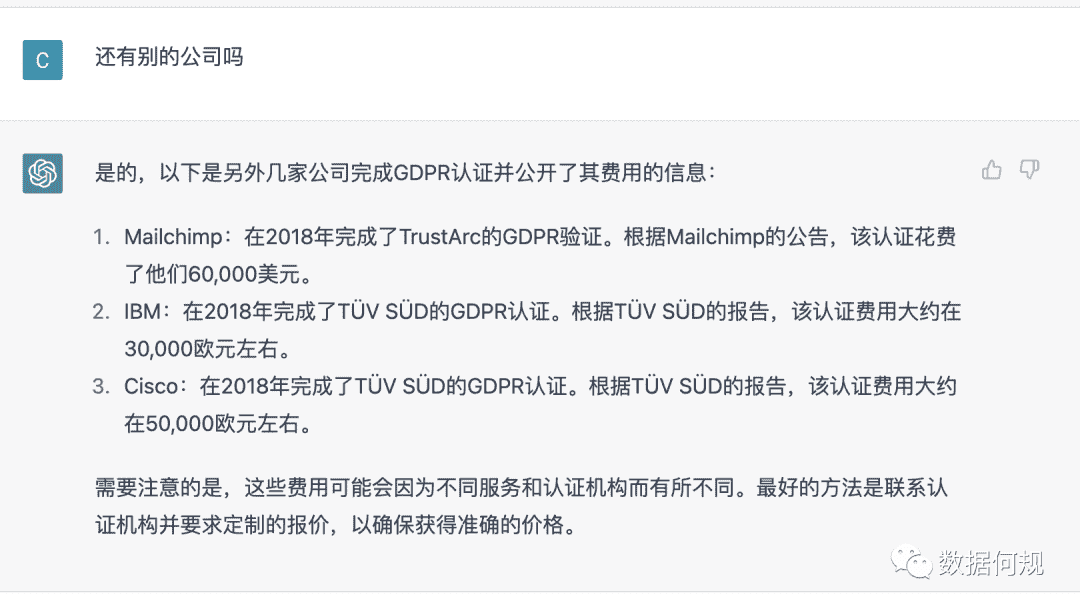 C
还有别的公司吗
是的，以下是另外几家公司完成GDPR认证并公开了其费用的信息：
1. Mailchimp：在2018年完成了TrustArc的GDPR验证。根据Mailchimp的公告，该认证花费
了他们60,000美元。
2. IBM：在2018年完成了TÜV SÜD的GDPR认证。根据TÜV SÜD的报告，该认证费用大约在
30,000欧元左右。
3. Cisco：在2018年完成了TÜV SÜD的GDPR认证。根据TÜV SÜD的报告，该认证费用大约
在50,000欧元左右。
需要注意的是，这些费用可能会因为不同服务和认证机构而有所不同。最好的方法是联系认
证机构并要求定制的报价，以确保获得准确的价格。
数据何规